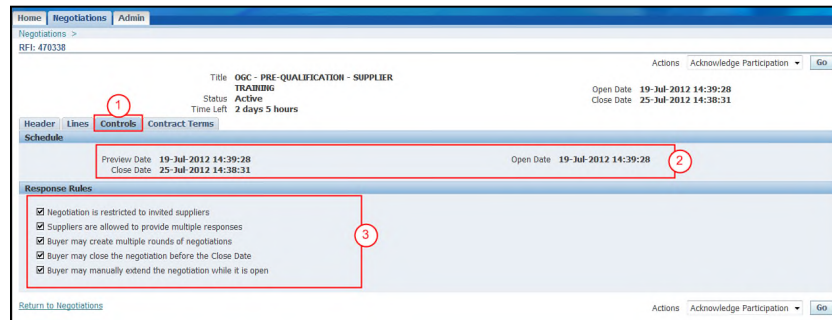 Home Negotiations Admin
Negotiations >
RFI: 470338
Actions Acknowledge Participation Go
Title OGC - PRE-QUALIFICATION - SUPPLIER
TRAINING
Open Date 19-Jul-2012 14:39:28
Status Active
Close Date 25-Jul-2012 14:38:31
Time Left 2 days 5 hours
1
Header Lines Controls Contract Terms
Schedule
Preview Date 19-Jul-2012 14:39:28 Open Date 19-Jul-2012 14:39:28
Close Date 25-Jul-2012 14:38:31
2
Response Rules
Negotiation is restricted to invited suppliers
Suppliers are allowed to provide multiple responses
Buyer may create multiple rounds of negotiations
Buyer may close the negotiation before the Close Date
Buyer may manually extend the negotiation while it is open
3
Return to Negotiations Actions Acknowledge Participation Go